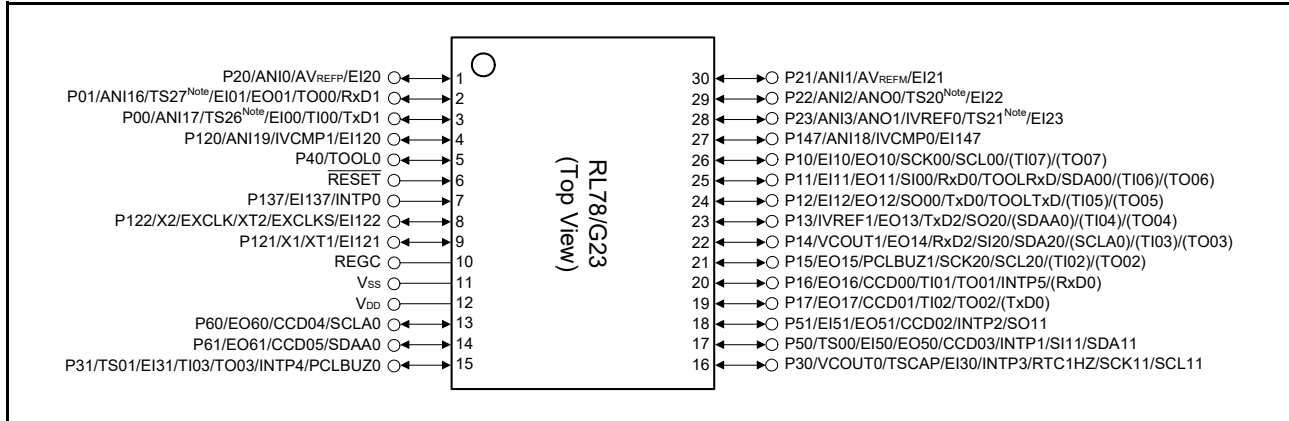 P20/ANI0/AVREFP/EI20
P01/ANI16/TS27Note/EI01/EO01/TO00/RxD1
P00/ANI17/TS26Note/EI00/TI00/TxD1
P120/ANI19/IVCMP1/EI120
P40/TOOL0
RESET
P137/EI137/INTP0
P122/X2/EXCLK/XT2/EXCLKS/EI122
P121/X1/XT1/EI121
REGC
VSS
VDD
P60/EO60/CCD04/SCLA0
P61/EO61/CCD05/SDAA0
P31/TS01/EI31/TI03/TO03/INTP4/PCLBUZ0
1
2
3
4
5
6
7
8
9
10
11
12
13
14
15
RL78/G23
(Top View)
30
29
28
27
26
25
24
23
22
21
20
19
18
17
16
P21/ANI1/AVREFM/EI21
P22/ANI2/ANO0/TS20Note/EI22
P23/ANI3/ANO1/IVREF0/TS21Note/EI23
P147/ANI18/IVCMP0/EI147
P10/EI10/EO10/SCK00/SCL00/(TI07)/(TO07)
P11/EI11/EO11/SI00/RxD0/TOOLRxD/SDA00/(TI06)/(TO06)
P12/EI12/EO12/SO00/TxD0/TOOLTxD/(TI05)/(TO05)
P13/IVREF1/EO13/TxD2/SO20/(SDAA0)/(TI04)/(TO04)
P14/VCOUT1/EO14/RxD2/SI20/SDA20/(SCLA0)/(TI03)/(TO03)
P15/EO15/PCLBUZ1/SCK20/SCL20/(TI02)/(TO02)
P16/EO16/CCD00/TI01/TO01/INTP5/(RxD0)
P17/EO17/CCD01/TI02/TO02/(TxD0)
P51/EI51/EO51/CCD02/INTP2/SO11
P50/TS00/EI50/EO50/CCD03/INTP1/SI11/SDA11
P30/VCOUT0/TSCAP/EI30/INTP3/RTC1HZ/SCK11/SCL11